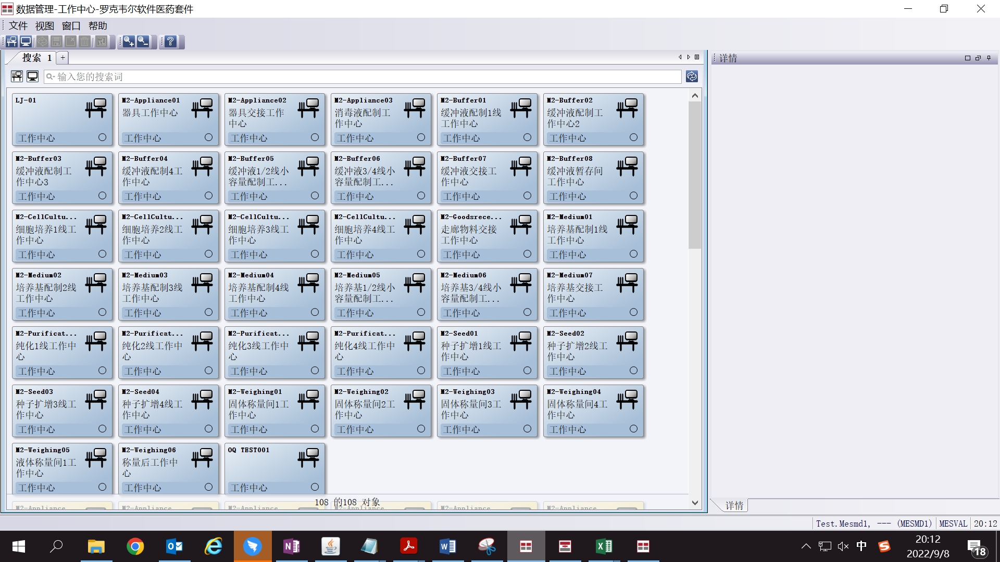 数据管理-工作中心-罗克韦尔软件医药套件
文件 视图 窗口 帮助
搜索 1 +
详情
输入您的搜索词
LJ-01
工作中心
M2-Appliance01
器具工作中心
工作中心
M2-Appliance02
器具交接工作
中心
工作中心
M2-Appliance03
消毒液配制工
作中心
工作中心
M2-Buffer01
缓冲液配制1线
工作中心
工作中心
M2-Buffer02
缓冲液配制工
作中心2
工作中心
M2-Buffer03
缓冲液配制工
作中心3
工作中心
M2-Buffer04
缓冲液配制4工
作中心
工作中心
M2-Buffer05
缓冲液1/2线小
容量配制工...
工作中心
M2-Buffer06
缓冲液3/4线小
容量配制工...
工作中心
M2-Buffer07
缓冲液交接工
作中心
工作中心
M2-Buffer08
缓冲液暂存间
工作中心
工作中心
M2-CellCultu...
细胞培养1线工
作中心
工作中心
M2-CellCultu...
细胞培养2线工
作中心
工作中心
M2-CellCultu...
细胞培养3线工
作中心
工作中心
M2-CellCultu...
细胞培养4线工
作中心
工作中心
M2-Goodsrece...
走廊物料交接
工作中心
工作中心
M2-Medium01
培养基配制1线
工作中心
工作中心
M2-Medium02
培养基配制2线
工作中心
工作中心
M2-Medium03
培养基配制3线
工作中心
工作中心
M2-Medium04
培养基配制4线
工作中心
工作中心
M2-Medium05
培养基1/2线小
容量配制工...
工作中心
M2-Medium06
培养基3/4线小
容量配制工...
工作中心
M2-Medium07
培养基交接工
作中心
工作中心
M2-Purificat...
纯化1线工作中
心
工作中心
M2-Purificat...
纯化2线工作中
心
工作中心
M2-Purificat...
纯化3线工作中
心
工作中心
M2-Purificat...
纯化4线工作中
心
工作中心
M2-Seed01
种子扩增1线工
作中心
工作中心
M2-Seed02
种子扩增2线工
作中心
工作中心
M2-Seed03
种子扩增3线工
作中心
工作中心
M2-Seed04
种子扩增4线工
作中心
工作中心
M2-Weighing01
固体称量间1工
作中心
工作中心
M2-Weighing02
固体称量间2工
作中心
工作中心
M2-Weighing03
固体称量间3工
作中心
工作中心
M2-Weighing04
固体称量间4工
作中心
工作中心
M2-Weighing05
液体称量间1工
作中心
工作中心
M2-Weighing06
称量后工作中
心
工作中心
OQ TEST001
工作中心
108 的108 对象
M2-Appliance
M2-Appliance
M2-Appliance
M2-Appliance
M2-Appliance
M2-Appliance
详情
Test.Mesmd1, --- (MESMD1) MESVAL 20:12
中
20:12
2022/9/8
18